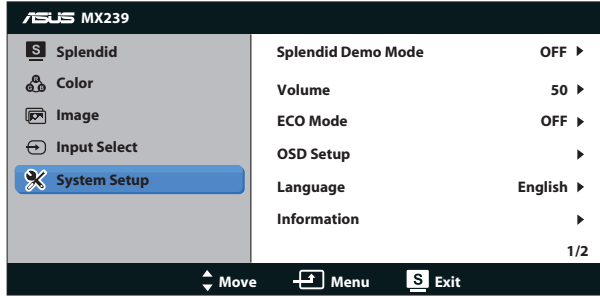 ASUS MX239
S Splendid
Color
Image
Input Select
System Setup
Splendid Demo Mode OFF
Volume 50
ECO Mode OFF
OSD Setup
Language English
Information
1/2
Move Menu S Exit